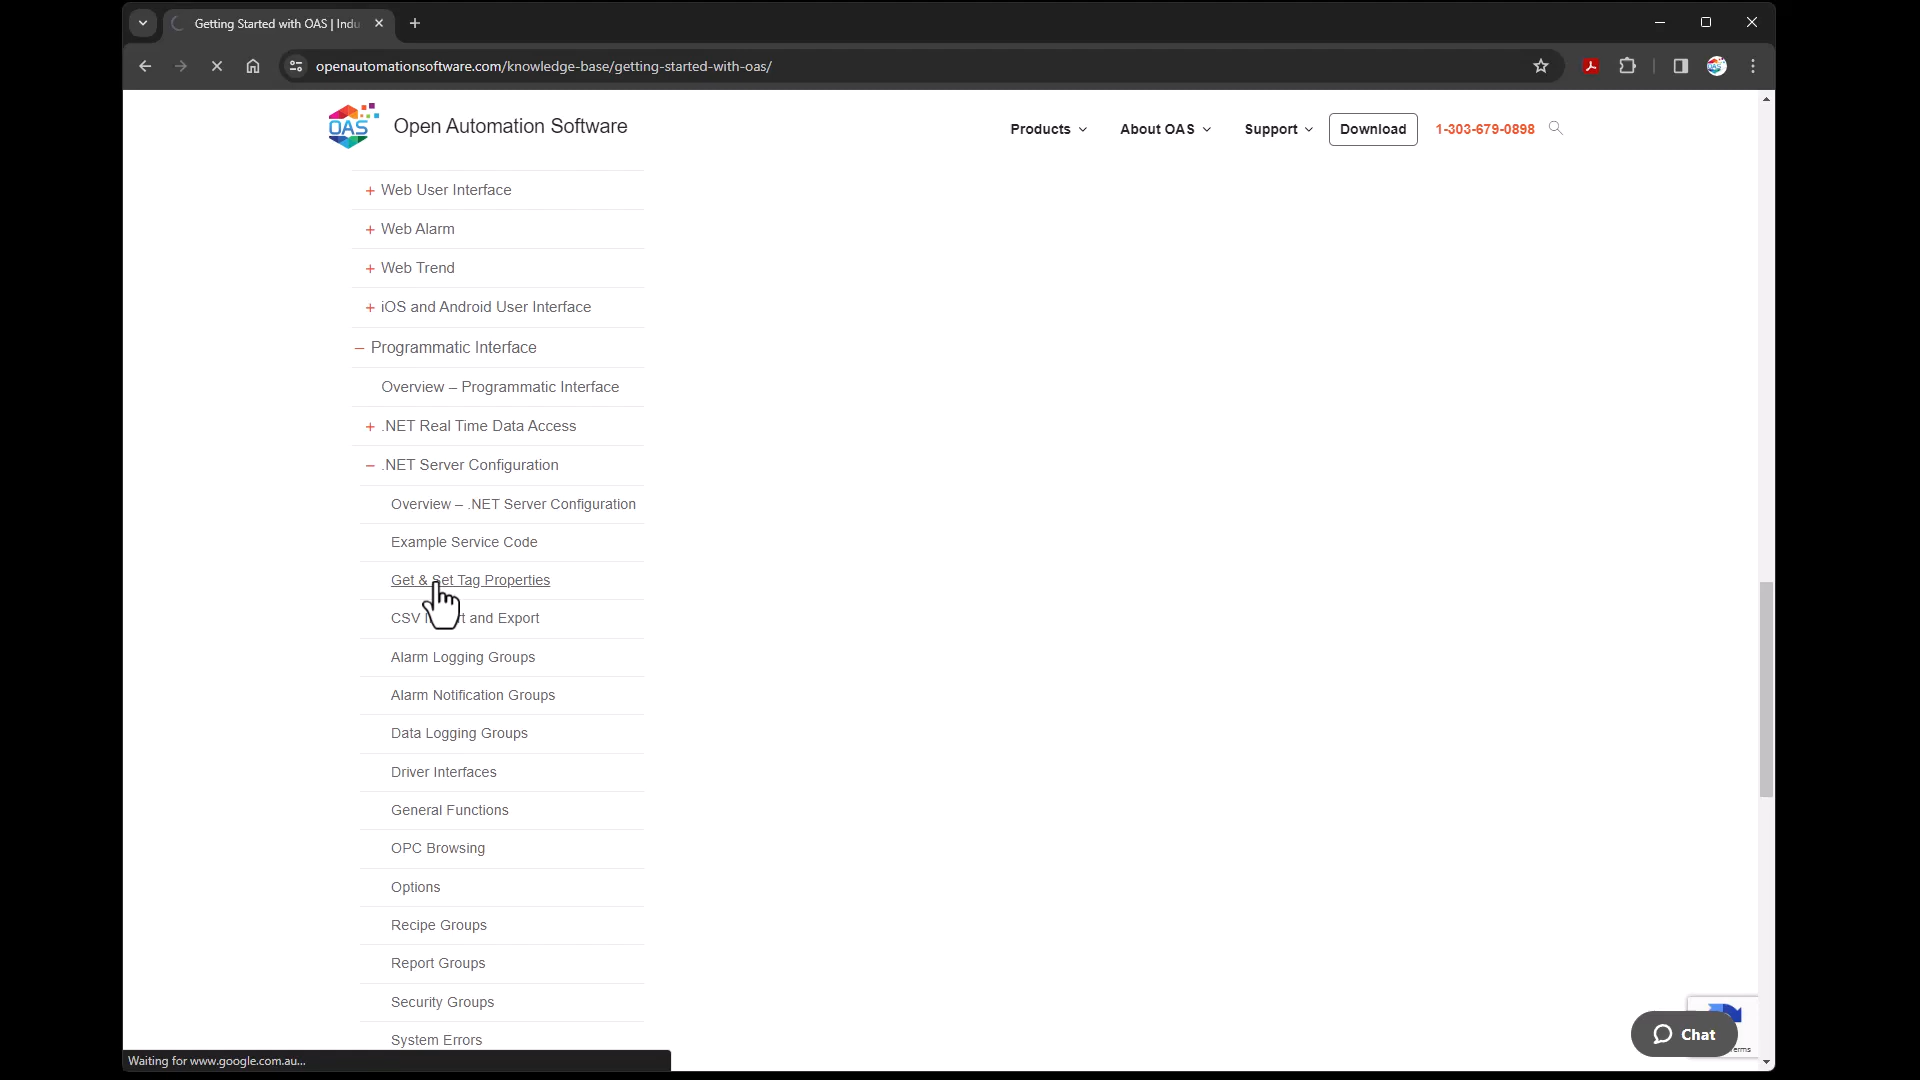 Getting Started with OAS | Indu
openautomationsoftware.com/knowledge-base/getting-started-with-oas/
OAS
Open Automation Software
Products
About OAS
Support
Download
1-303-679-0898
Web User Interface
Web Alarm
Web Trend
iOS and Android User Interface
Programmatic Interface
Overview – Programmatic Interface
.NET Real Time Data Access
.NET Server Configuration
Overview – .NET Server Configuration
Example Service Code
Get & Set Tag Properties
CSV and Export
Alarm Logging Groups
Alarm Notification Groups
Data Logging Groups
Driver Interfaces
General Functions
OPC Browsing
Options
Recipe Groups
Report Groups
Security Groups
System Errors
Chat
Waiting for www.google.com.au...